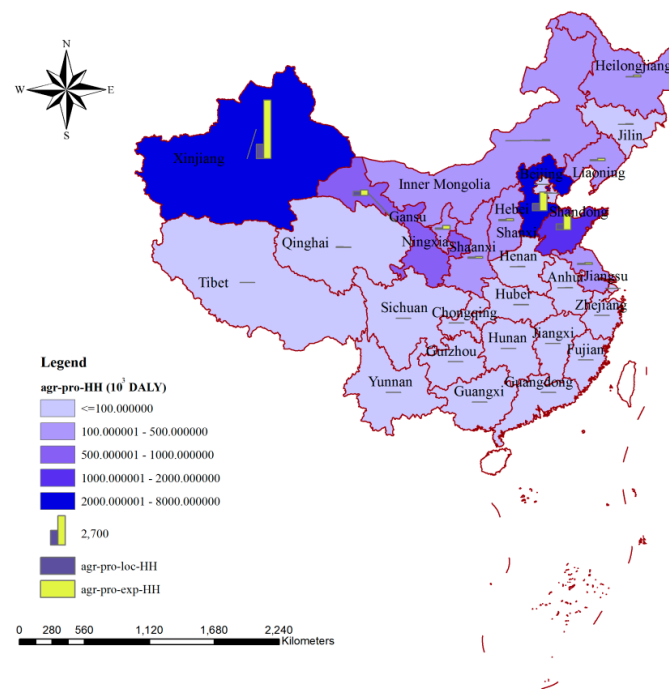 N
W E
S
Heilongjiang
Jilin
Xinjiang
Beijing
Liaoning
Inner Mongolia
Gansu
Hebei
Shandong
Qinghai
Ningxia
Shanxi
Shaanxi
Henan
Tibet
Anhui
Jiangsu
Huber
Zhejiang
Sichuan
Chongqing
Hunan
Jiangxi
Guizhou
Fujian
Yunnan
Guangxi
Guangdong
Legend
agr-pro-HH (10³ DALY)
<=100.000000
100.000001 - 500.000000
500.000001 - 1000.000000
1000.000001 - 2000.000000
2000.000001 - 8000.000000
2,700
agr-pro-loc-HH
agr-pro-exp-HH
0 280 560 1,120 1,680 2,240
Kilometers